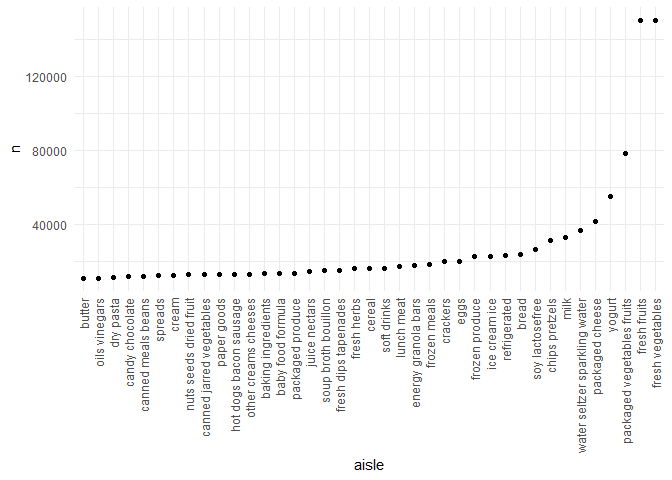 120000
80000
40000
n
butter
oils vinegars
dry pasta
candy chocolate
canned meals beans
spreads
cream
nuts seeds dried fruit
canned jarred vegetables
paper goods
hot dogs bacon sausage
other creams cheeses
baking ingredients
baby food formula
packaged produce
juice nectars
soup broth bouillon
fresh dips tapenades
fresh herbs
cereal
soft drinks
lunch meat
energy granola bars
frozen meals
crackers
eggs
frozen produce
ice cream ice
refrigerated
bread
soy lactosefree
chips pretzels
milk
water seltzer sparkling water
packaged cheese
yogurt
packaged vegetables fruits
fresh fruits
fresh vegetables
aisle